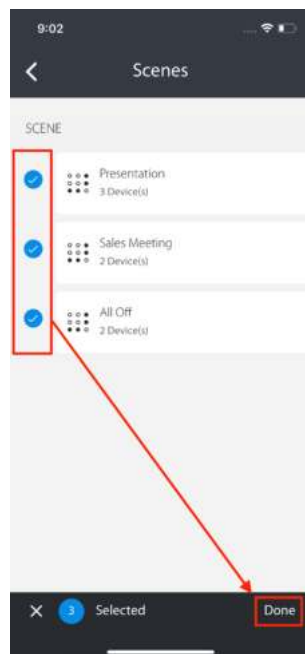 9:02
Scenes
SCENE
Presentation
3 Device(s)
Sales Meeting
2 Device(s)
All Off
2 Device(s)
3 Selected Done